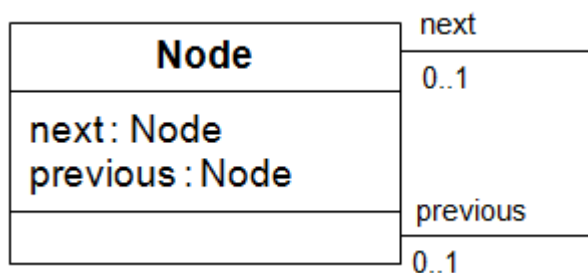 Node
next: Node
previous: Node
next
0..1
previous
0..1